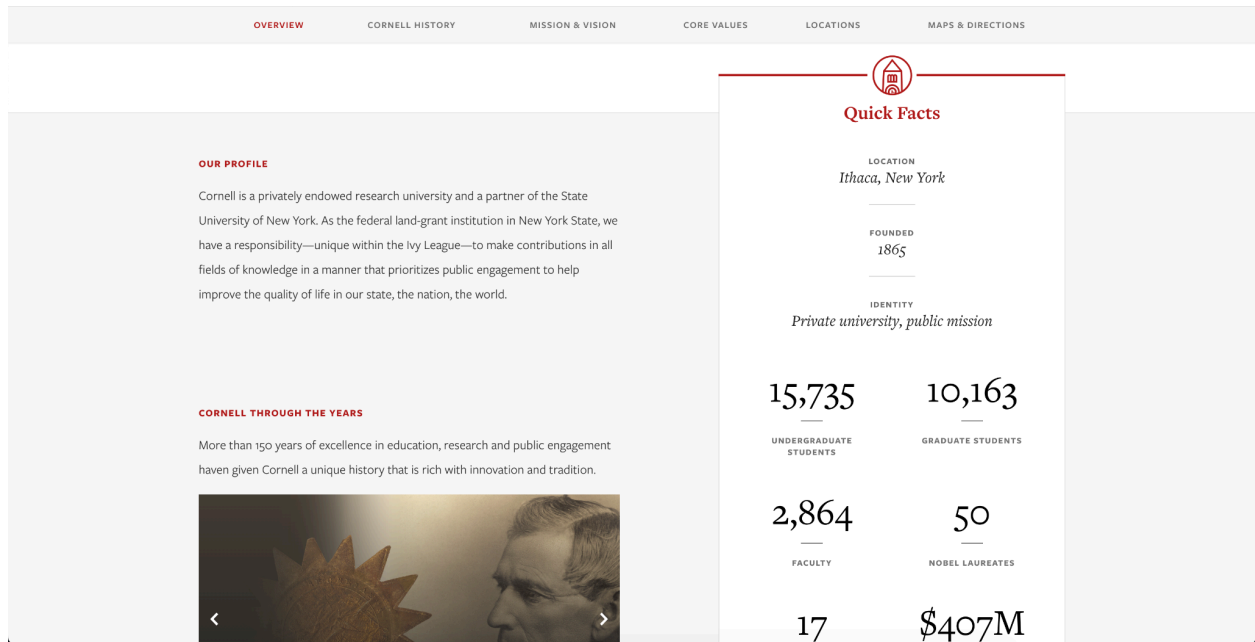 OVERVIEW
CORNELL HISTORY
MISSION & VISION
CORE VALUES
LOCATIONS
MAPS & DIRECTIONS
OUR PROFILE
Cornell is a privately endowed research university and a partner of the State
University of New York. As the federal land-grant institution in New York State, we
have a responsibility—unique within the Ivy League—to make contributions in all
fields of knowledge in a manner that prioritizes public engagement to help
improve the quality of life in our state, the nation, the world.
CORNELL THROUGH THE YEARS
More than 150 years of excellence in education, research and public engagement
haven given Cornell a unique history that is rich with innovation and tradition.
Quick Facts
LOCATION
Ithaca, New York
FOUNDED
1865
IDENTITY
Private university, public mission
15,735
UNDERGRADUATE
STUDENTS
10,163
GRADUATE STUDENTS
2,864
FACULTY
50
NOBEL LAUREATES
17
$407M